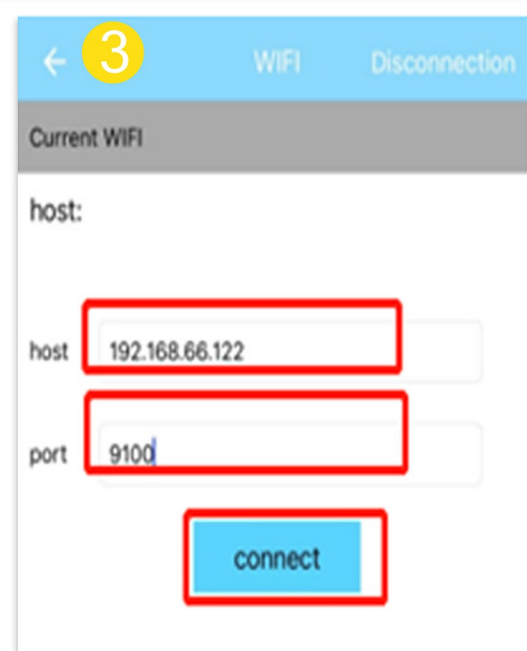 ← 3 WIFI Disconnection
Current WIFI
host:
host 192.168.66.122
port 9100
connect